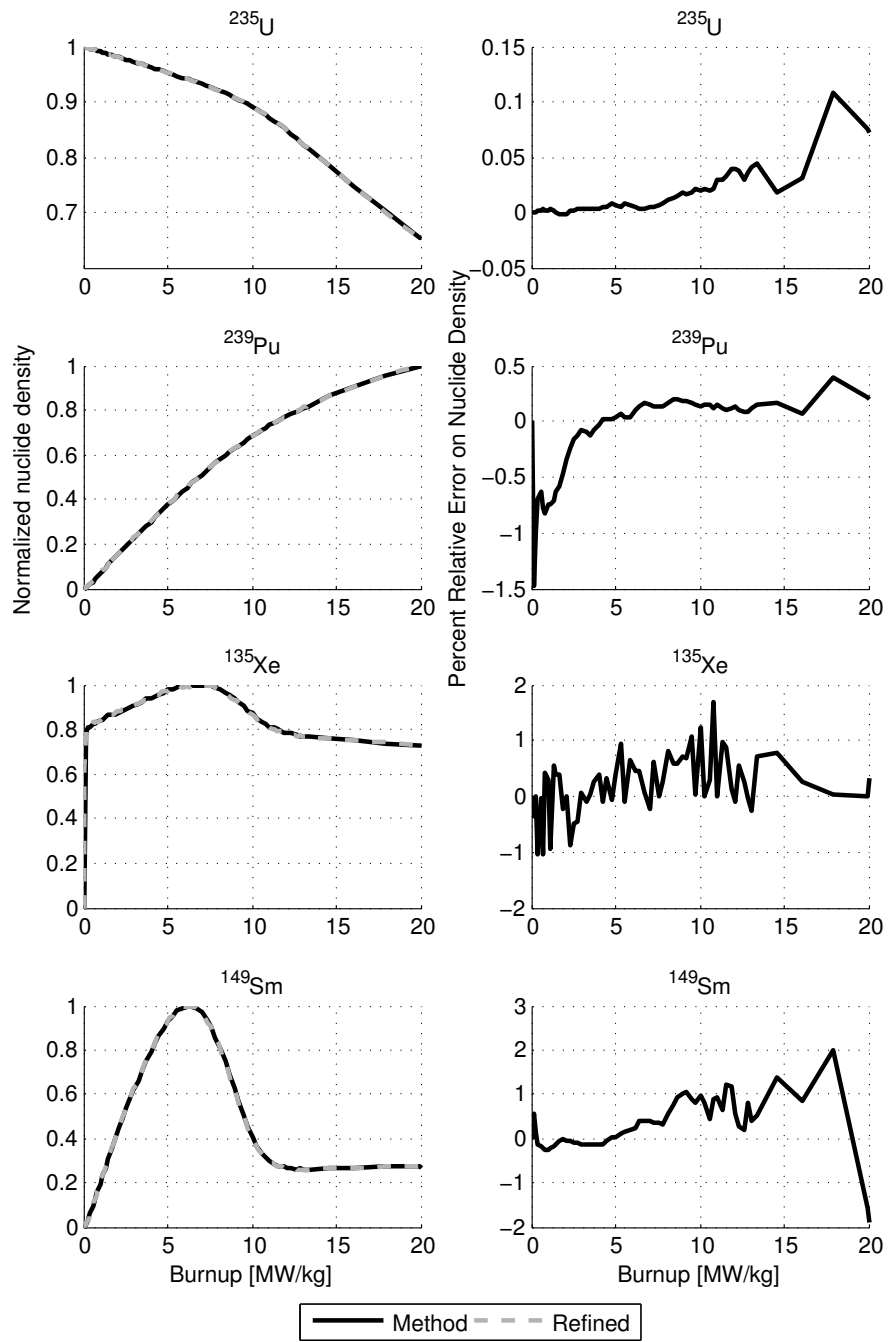 235U
235U
1
0.9
0.8
0.7
0 5 10 15 20
0.15
0.1
0.05
0
−0.05
0 5 10 15 20
Normalized nuclide density
Percent Relative Error on Nuclide Density
239Pu
239Pu
1
0.8
0.6
0.4
0.2
0
0 5 10 15 20
0.5
0
−0.5
−1
−1.5
0 5 10 15 20
135Xe
135Xe
1
0.8
0.6
0.4
0.2
0
0 5 10 15 20
2
1
0
−1
−2
0 5 10 15 20
149Sm
149Sm
1
0.8
0.6
0.4
0.2
0
0 5 10 15 20
Burnup [MW/kg]
3
2
1
0
−1
−2
0 5 10 15 20
Burnup [MW/kg]
Method Refined